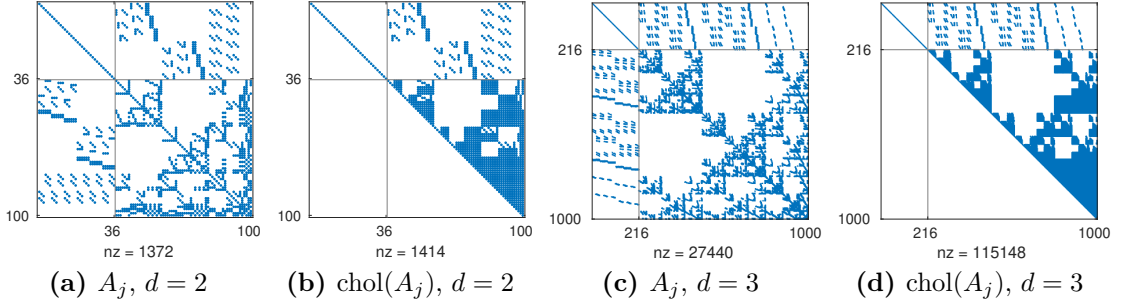 36
100
36
100
nz = 1372
(a) A_j, d = 2
36
100
36
100
nz = 1414
(b) chol(A_j), d = 2
216
1000
216
1000
nz = 27440
(c) A_j, d = 3
216
1000
216
1000
nz = 115148
(d) chol(A_j), d = 3